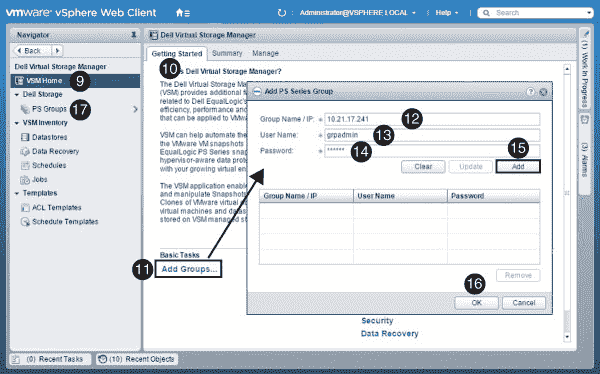 vmware® vSphere Web Client
Administrator@VSPHERE.LOCAL
Help
Search
Navigator
Back
Dell Virtual Storage Manager
VSM Home
9
Dell Storage
PS Groups
17
VSM Inventory
Datastores
Data Recovery
Schedules
Jobs
Templates
ACL Templates
Schedule Templates
Dell Virtual Storage Manager
Getting Started
Summary
Manage
10
s Dell Virtual Storage Manager?
The Dell Virtual Storage Man
(VSM) provides additional f
related to Dell EqualLogic's
efficiency, performance and
that can be applied to VMwa
VSM can help automate the
the VMware VM snapshots
EqualLogic PS Series snap
hypervisor-aware data prote
with your growing virtual en
The VSM application enable
and manipulate Snapshots
Clones of VMware virtual
virtual machines and datas
stored on VSM managed st
Basic Tasks
11
Add Groups...
Add PS Series Group
Group Name / IP:
10.21.17.241
12
User Name:
grpadmin
13
Password:
******
14
15
Clear
Update
Add
Group Name / IP
User Name
Password
Remove
16
OK
Cancel
Security
Data Recovery
(1) Work In Progress
(3) Alarms
(0) Recent Tasks
(10) Recent Objects